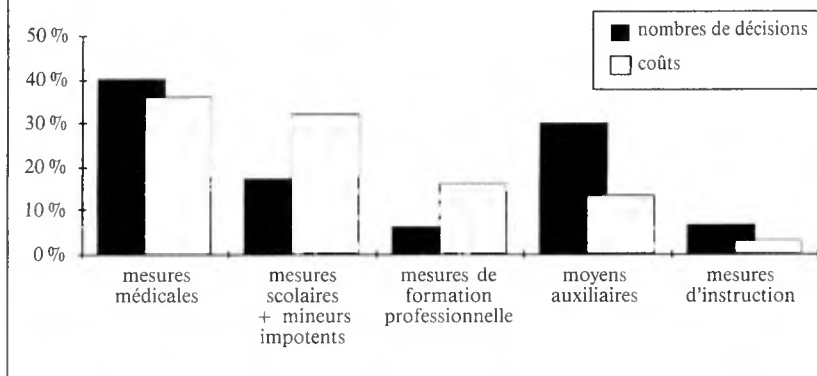 nombres de décisions
coûts
50 %
40 %
30 %
20 %
10 %
0 %
mesures
médicales
mesures
scolaires
+ mineurs
impotents
mesures de
formation
professionnelle
moyens
auxiliaires
mesures
d'instruction